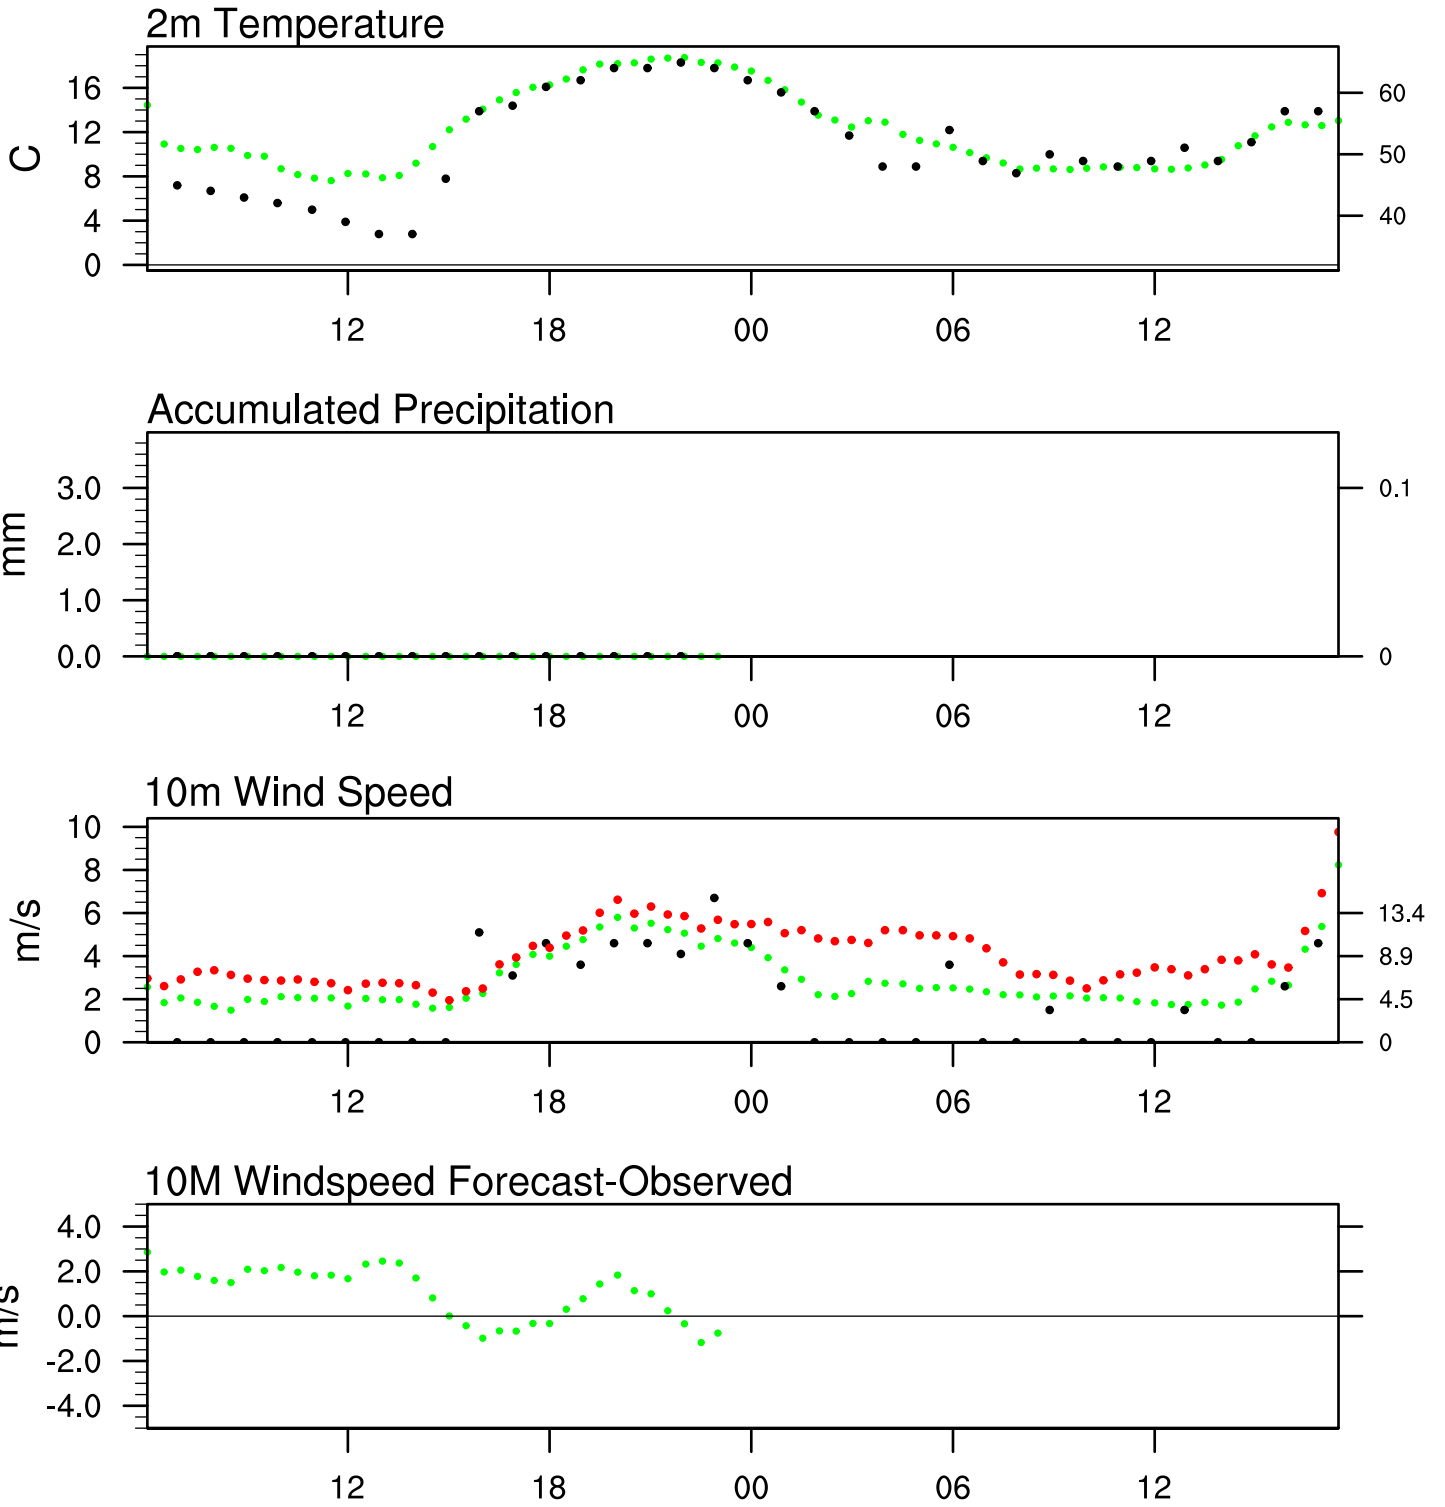 2m Temperature
16
12
8
4
0
C
60
50
40
12 18 00 06 12
Accumulated Precipitation
3.0
2.0
1.0
0.0
mm
0.1
0
12 18 00 06 12
10m Wind Speed
10
8
6
4
2
0
m/s
13.4
8.9
4.5
0
12 18 00 06 12
10M Windspeed Forecast-Observed
4.0
2.0
0.0
-2.0
-4.0
m/s
12 18 00 06 12